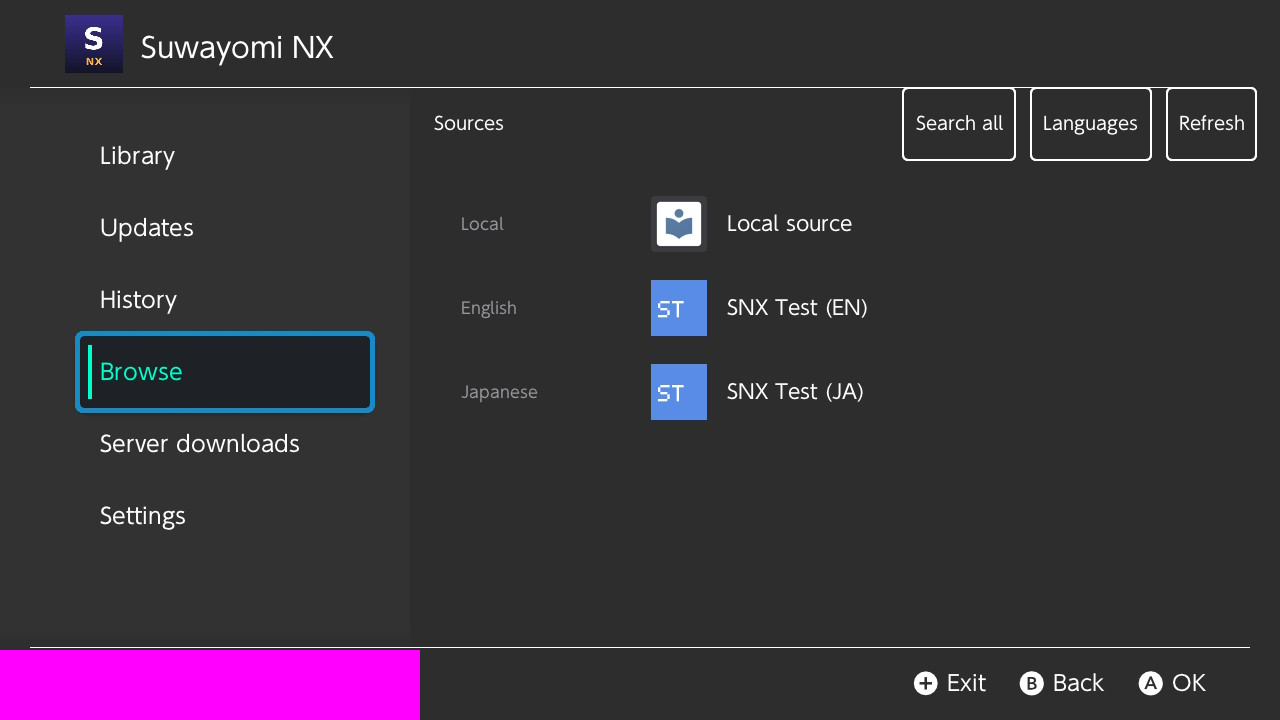 S
NX
Suwayomi NX
Library
Updates
History
Browse
Server downloads
Settings
Sources
Search all
Languages
Refresh
Local
Local source
English
ST
SNX Test (EN)
Japanese
ST
SNX Test (JA)
+ Exit
B Back
A OK